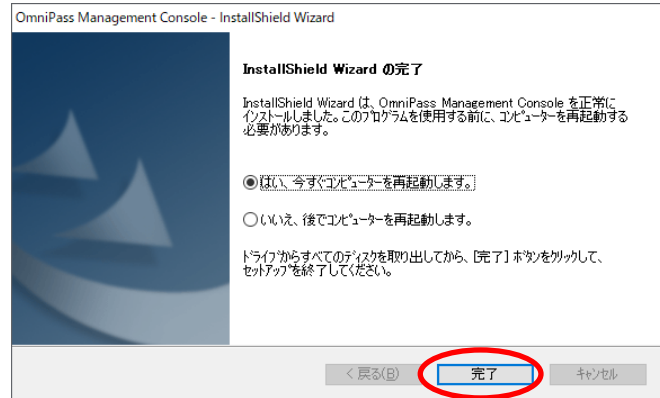 OmniPass Management Console - InstallShield Wizard
InstallShield Wizard の完了
InstallShield Wizard は、OmniPass Management Console を正常に
インストールしました。このプログラムを使用する前に、コンピューターを再起動する
必要があります。
はい、今すぐコンピューターを再起動します。
いいえ、後でコンピューターを再起動します。
ドライブからすべてのディスクを取り出してから、[完了] ボタンをクリックして、
セットアップを終了してください。
< 戻る(B)
完了
キャンセル